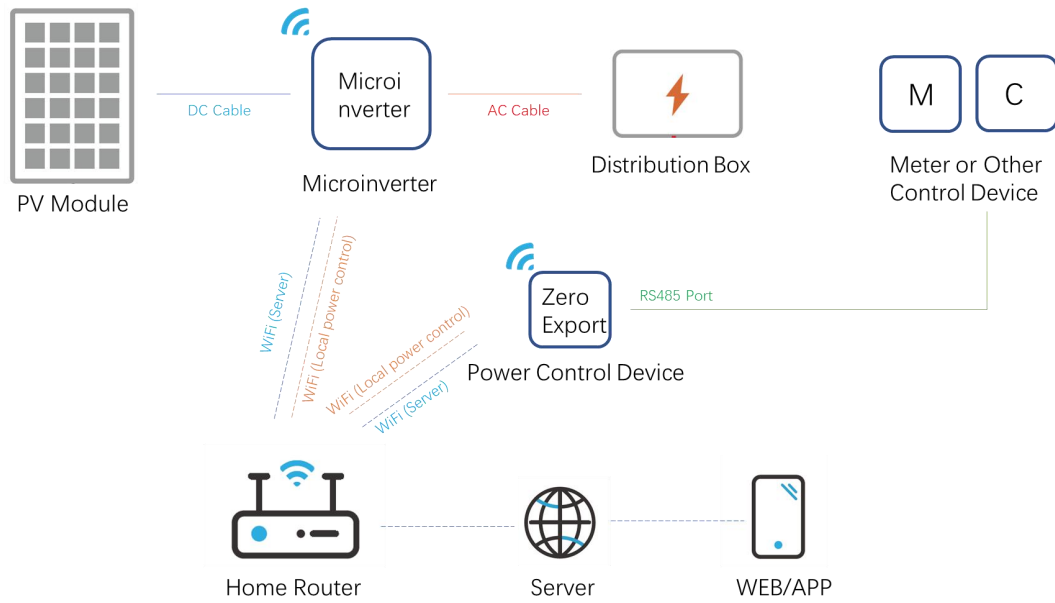 Microi
nverter
M
C
DC Cable
AC Cable
Distribution Box
Meter or Other
Control Device
Microinverter
PV Module
WiFi (Server)
WiFi (Local power control)
Zero
Export
RS485 Port
Power Control Device
WiFi (Local power control)
WiFi (Server)
Home Router
Server
WEB/APP